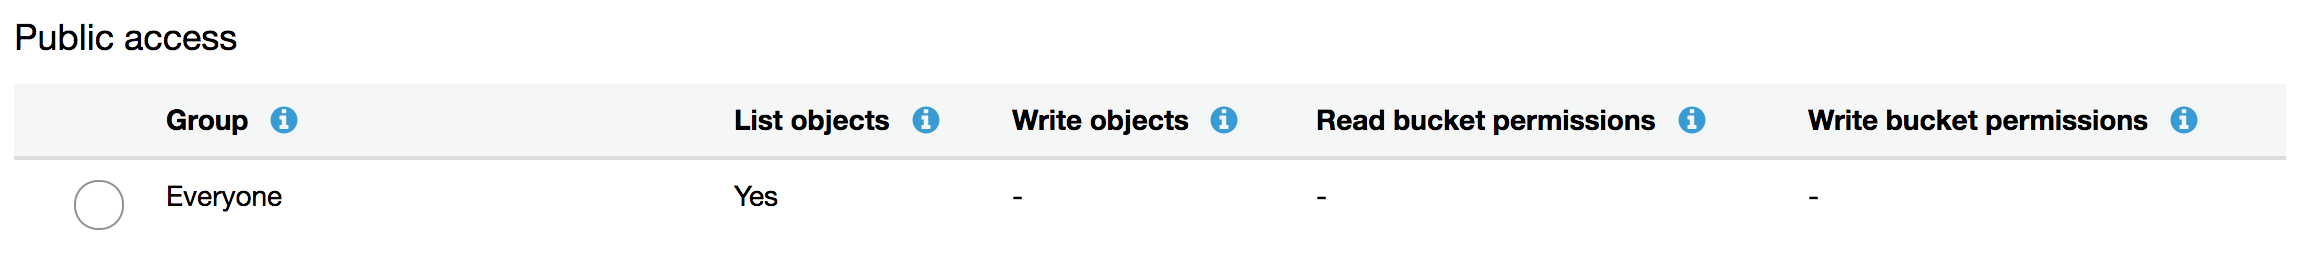 Public access
Group List objects Write objects Read bucket permissions Write bucket permissions
Everyone Yes - - -